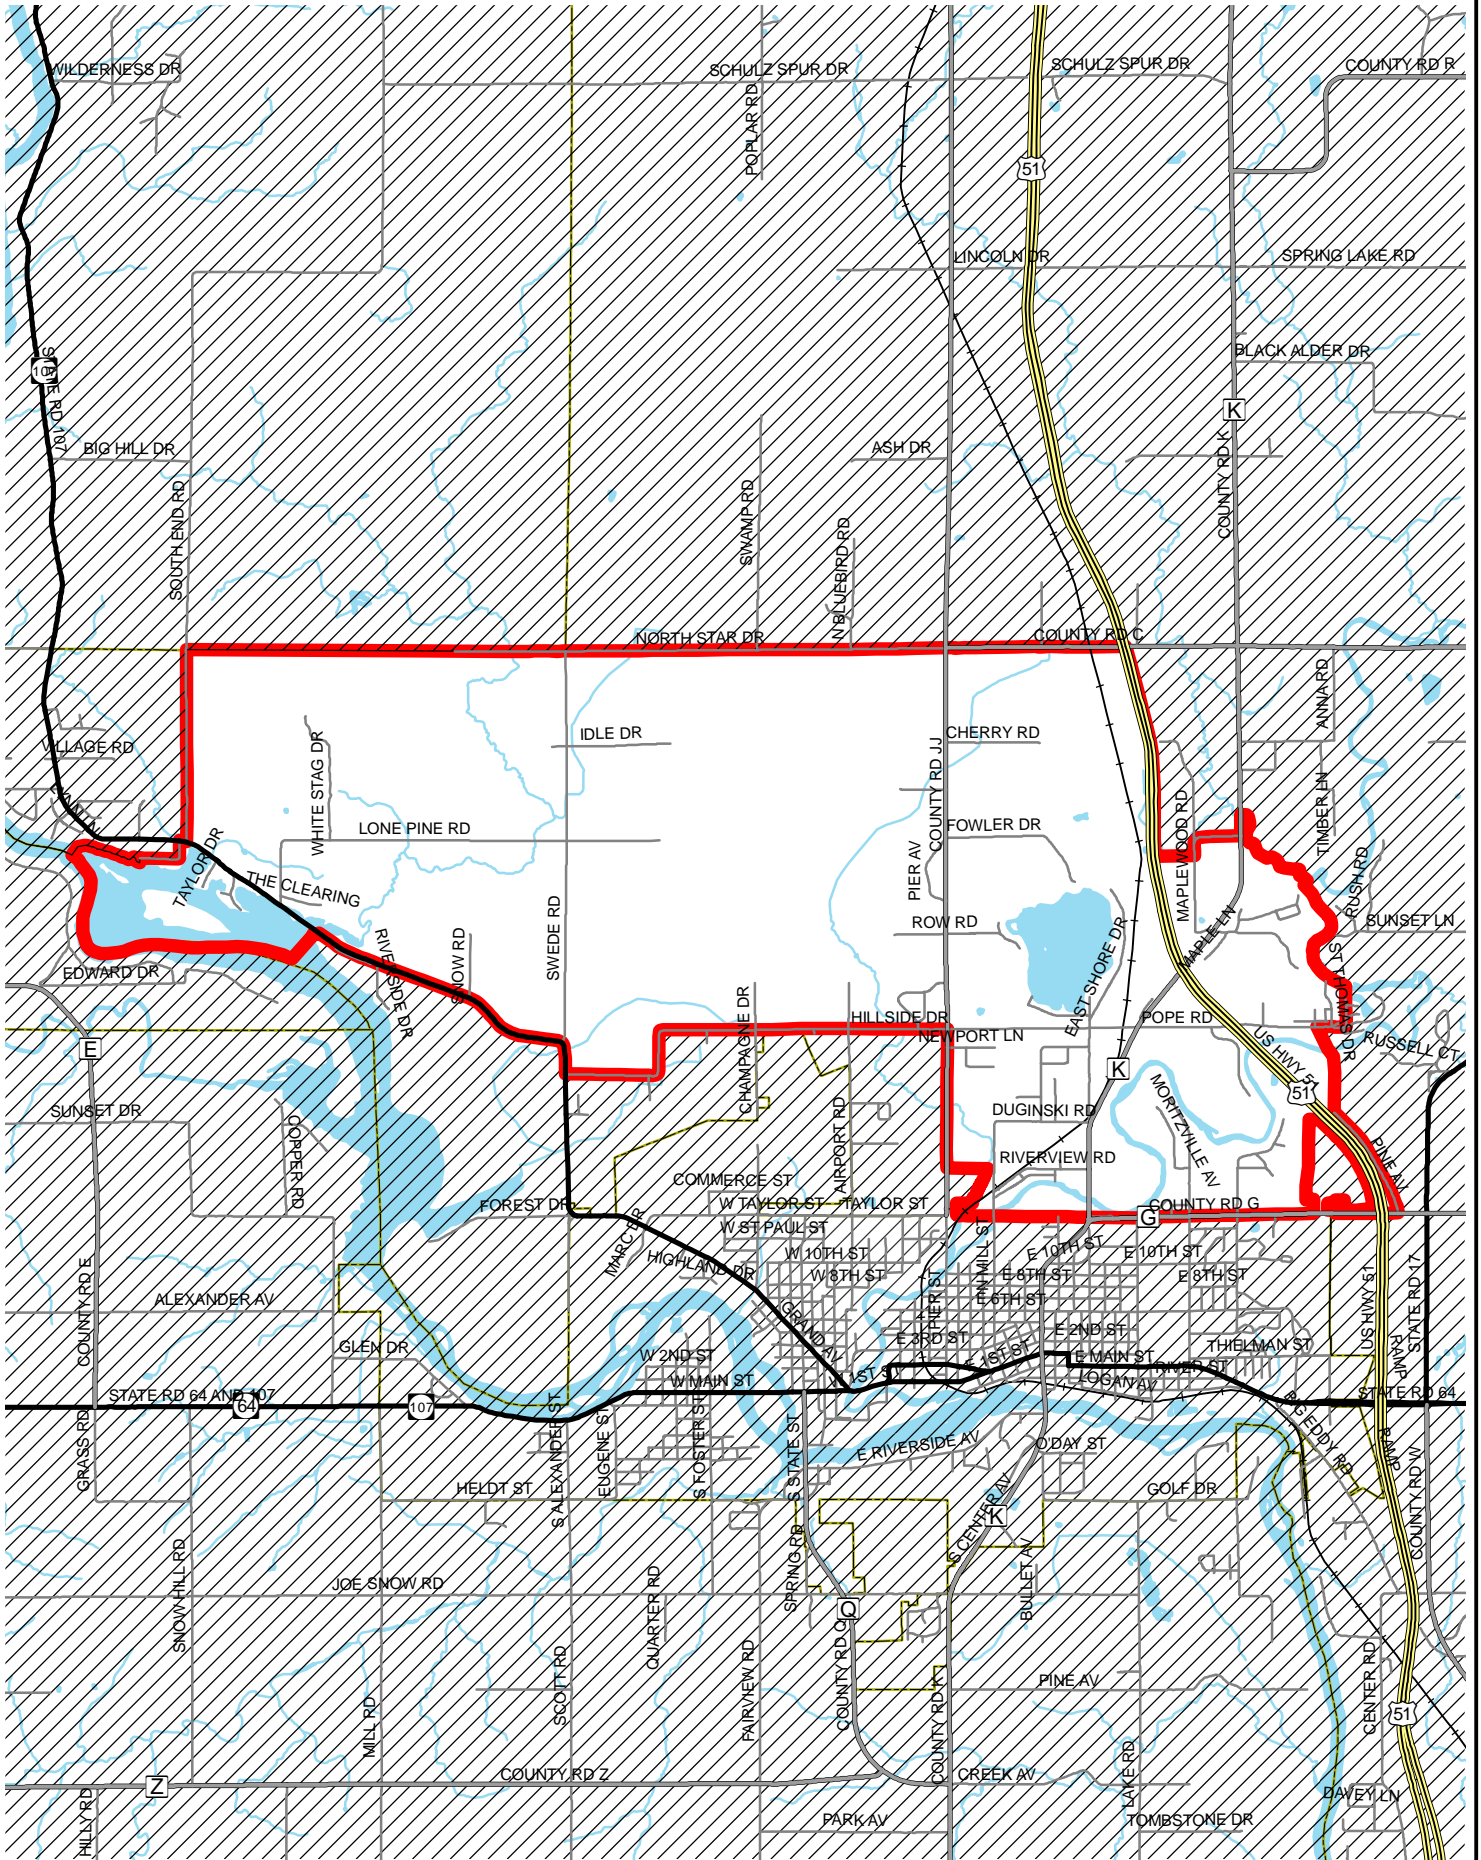 WILDERNESS DR
SCHULZ SPUR DR
SCHULZ SPUR DR
COUNTY RD R
POPLAR RD
51
LINCOLN DR
SPRING LAKE RD
BLACK ALDER DR
STATE RD 107
107
K
BIG HILL DR
ASH DR
COUNTY RD K
SOUTH END RD
SWAMP RD
N BLUEBIRD RD
NORTH STAR DR
COUNTY RD C
ANNA RD
VILLAGE RD
IDLE DR
CHERRY RD
WHITE STAG DR
COUNTY RD JJ
LYNN LN
LONE PINE RD
FOWLER DR
MAPLEWOOD RD
TIMBER LN
TAYLOR DR
THE CLEARING
PIER AV
RUSH RD
SWEDE RD
ROW RD
SUNSET LN
MAPLE LN
EAST SHORE DR
EDWARD DR
RIVERSIDE DR
SNOW RD
ST THOMAS DR
CHAMPAGNE DR
HILLSIDE DR
POPE RD
NEWPORT LN
US HWY 51
RUSSELL CT
E
K
51
SUNSET DR
COPPER RD
AIRPORT RD
DUGINSKI RD
MORITZVILLE AV
PINE AV
RIVERVIEW RD
COMMERCE ST
FOREST DR
W TAYLOR ST
TAYLOR ST
COUNTY RD G
G
W ST PAUL ST
MARC DR
HIGHLAND DR
W 10TH ST
E 10TH ST
E 10TH ST
W 8TH ST
E 8TH ST
E 8TH ST
N MILL ST
PIER ST
E 6TH ST
COUNTY RD E
ALEXANDER AV
GRAND AV
US HWY 51
STATE RD 17
E 3RD ST
E 2ND ST
THIELMAN ST
RAMP
GLEN DR
W 2ND ST
E 1ST ST
E MAIN ST
RIVER ST
W MAIN ST
1ST ST
LOGAN AV
STATE RD 64 AND 107
64
107
STATE RD 64
BIG EDDY RD
GRASS RD
S ALEXANDER ST
EUGENE ST
S FOSTER ST
S STATE ST
E RIVERSIDE AV
O'DAY ST
RAMP
COUNTY RD W
HELDT ST
GOLF DR
S CENTER AV
K
SNOW HILL RD
JOE SNOW RD
SPRING RD
BULLET AV
Q
QUARTER RD
SCOTT RD
FAIRVIEW RD
COUNTY RD Q
COUNTY RD K
PINE AV
CENTER RD
51
MILL RD
COUNTY RD Z
Z
CREEK AV
LAKE RD
HILLY RD
DAVEY LN
PARK AV
TOMBSTONE DR